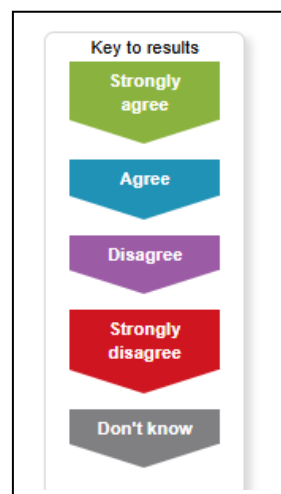 Key to results
Strongly
agree
Agree
Disagree
Strongly
disagree
Don't know